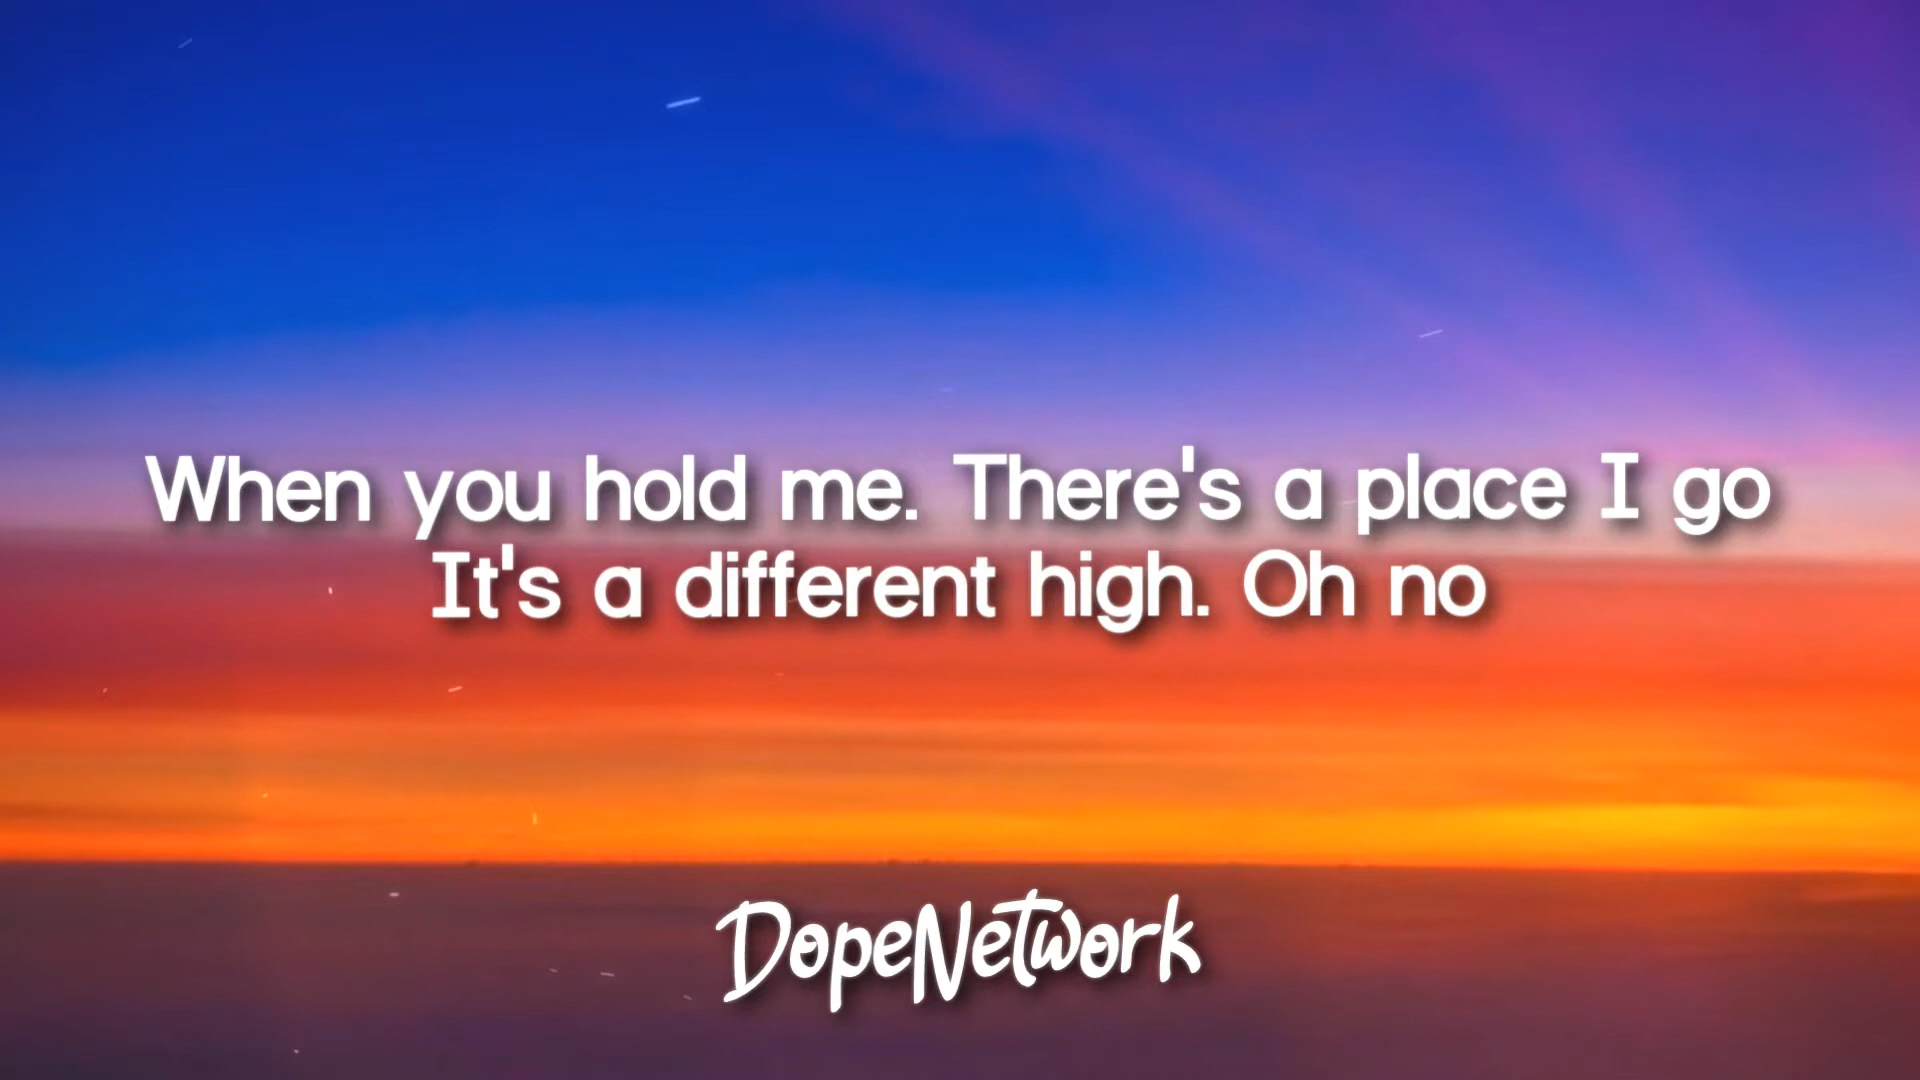 When you hold me. There's a place I go
It's a different high. Oh no
DopeNetwork